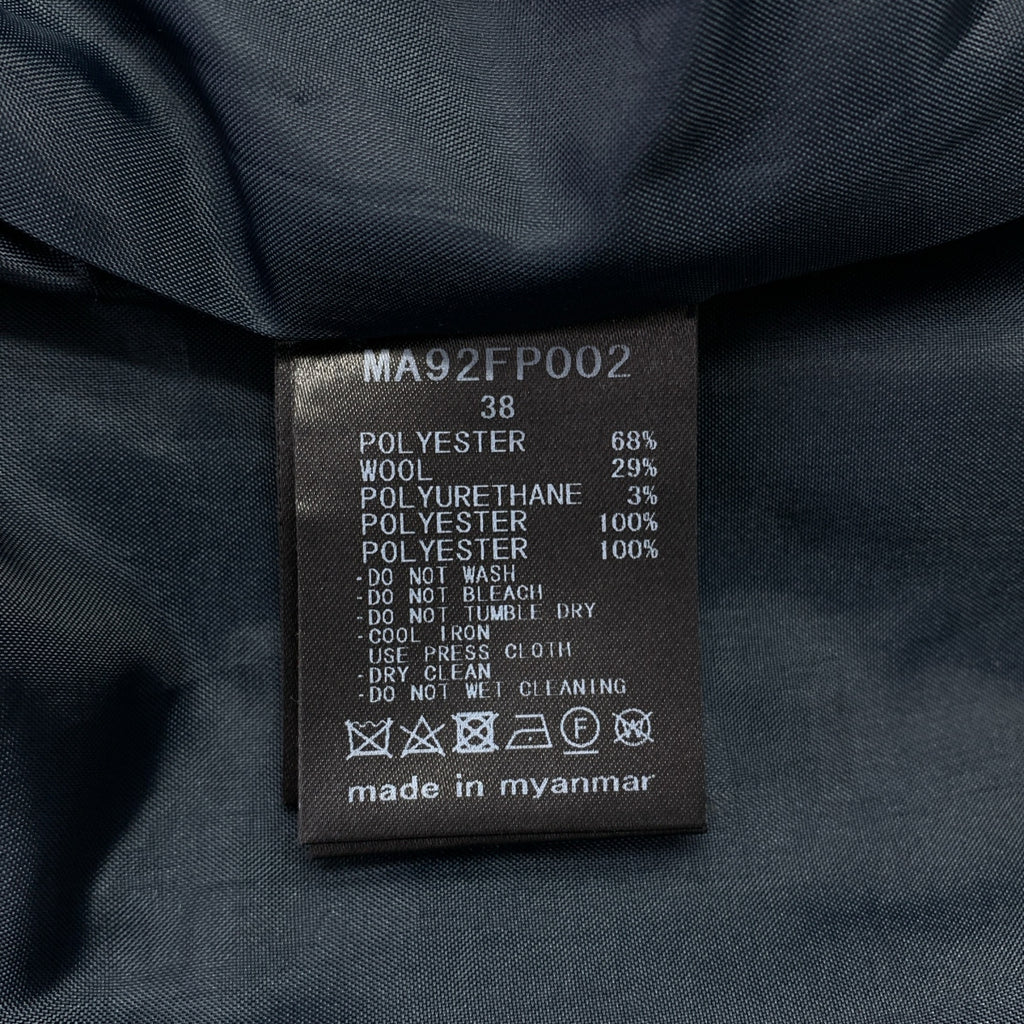 MA92FP002
38
POLYESTER 68%
WOOL 29%
POLYURETHANE 3%
POLYESTER 100%
POLYESTER 100%
-DO NOT WASH
-DO NOT BLEACH
-DO NOT TUMBLE DRY
-COOL IRON
USE PRESS CLOTH
-DRY CLEAN
-DO NOT WET CLEANING
F W
made in myanmar